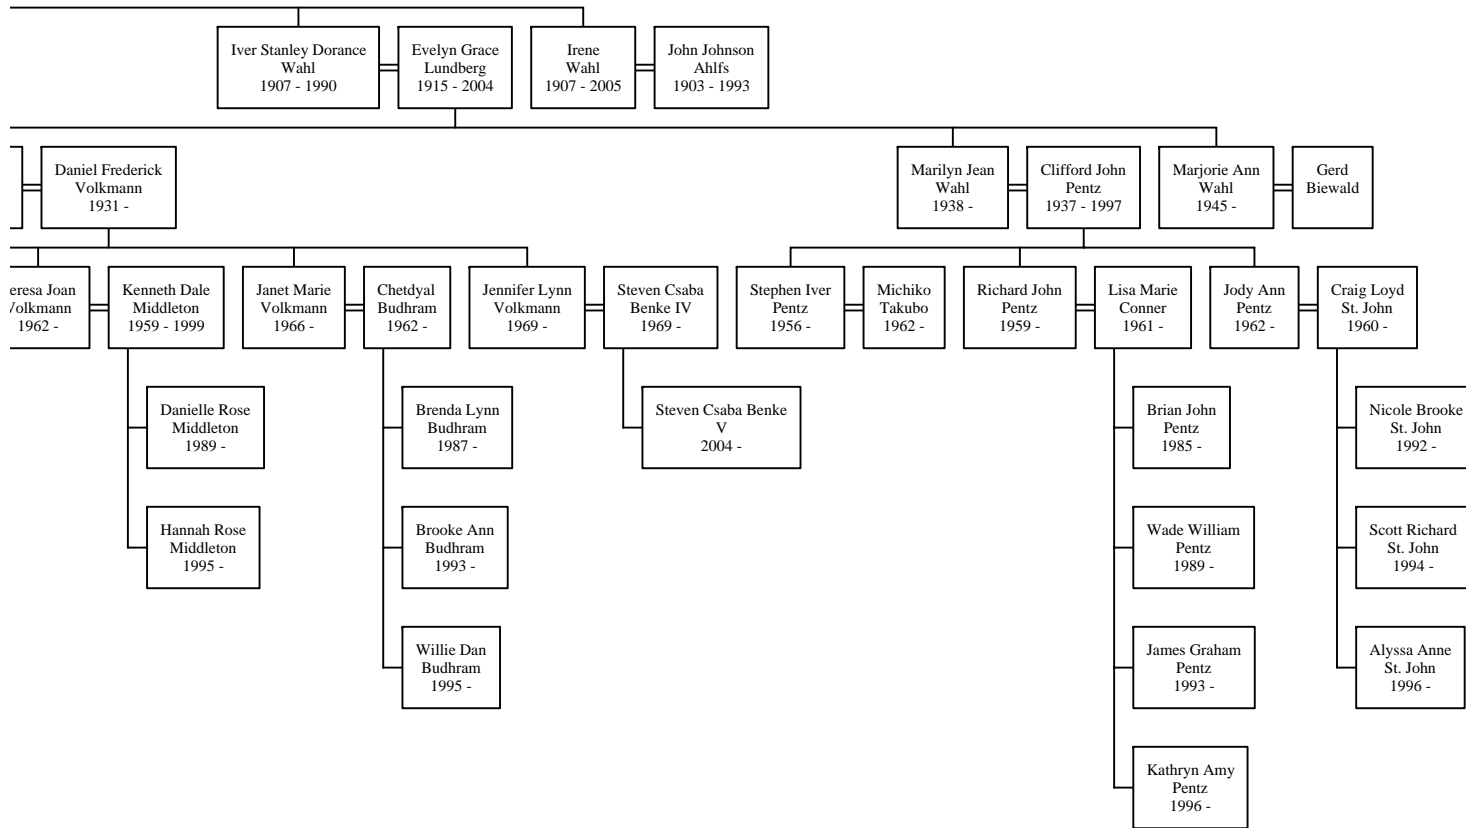 Iver Stanley Dorance
Wahl
1907 - 1990
Evelyn Grace
Lundberg
1915 - 2004
Irene
Wahl
1907 - 2005
John Johnson
Ahlfs
1903 - 1993
Daniel Frederick
Volkmann
1931 -
Marilyn Jean
Wahl
1938 -
Clifford John
Pentz
1937 - 1997
Marjorie Ann
Wahl
1945 -
Gerd
Biewald
eresa Joan
Volkmann
1962 -
Kenneth Dale
Middleton
1959 - 1999
Janet Marie
Volkmann
1966 -
Chetdyal
Budhram
1962 -
Jennifer Lynn
Volkmann
1969 -
Steven Csaba
Benke IV
1969 -
Stephen Iver
Pentz
1956 -
Michiko
Takubo
1962 -
Richard John
Pentz
1959 -
Lisa Marie
Conner
1961 -
Jody Ann
Pentz
1962 -
Craig Loyd
St. John
1960 -
Danielle Rose
Middleton
1989 -
Brenda Lynn
Budhram
1987 -
Steven Csaba Benke
V
2004 -
Brian John
Pentz
1985 -
Nicole Brooke
St. John
1992 -
Hannah Rose
Middleton
1995 -
Brooke Ann
Budhram
1993 -
Wade William
Pentz
1989 -
Scott Richard
St. John
1994 -
Willie Dan
Budhram
1995 -
James Graham
Pentz
1993 -
Alyssa Anne
St. John
1996 -
Kathryn Amy
Pentz
1996 -